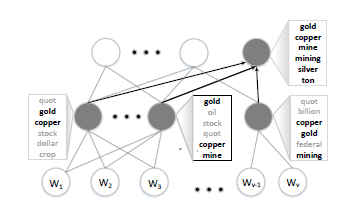 gold
copper
mine
mining
silver
ton
quot
gold
copper
stock
dollar
crop
gold
oil
stock
quot
copper
mine
quot
billion
copper
gold
federal
mining
W1
W2
W3
Wv-1
Wv